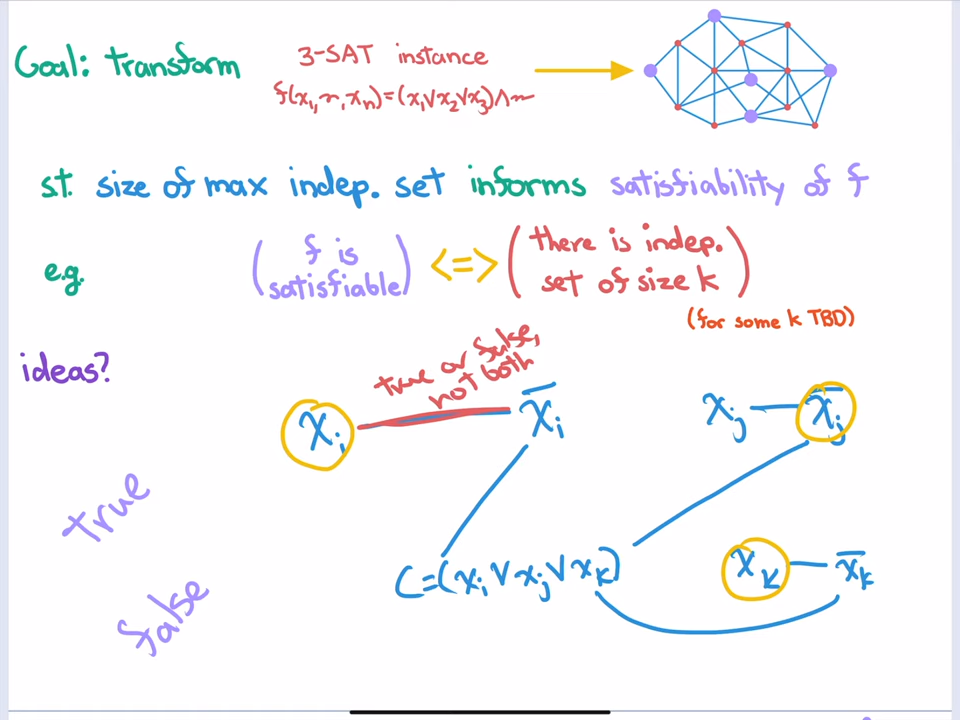 Goal: transform
3-SAT instance
f(x₁, ~, xₙ) = (x₁ ∨ x₂ ∨ x₃) ∧ ~
st. size of max indep. set informs satisfiability of f
e.g.
(f is satisfiable) <=> (there is indep. set of size k)
(for some k TBD)
ideas?
true or false,
not both
xᵢ x̅ᵢ xⱼ x̅ⱼ
true
C = (xᵢ ∨ xⱼ ∨ xₖ) xₖ x̅ₖ
false